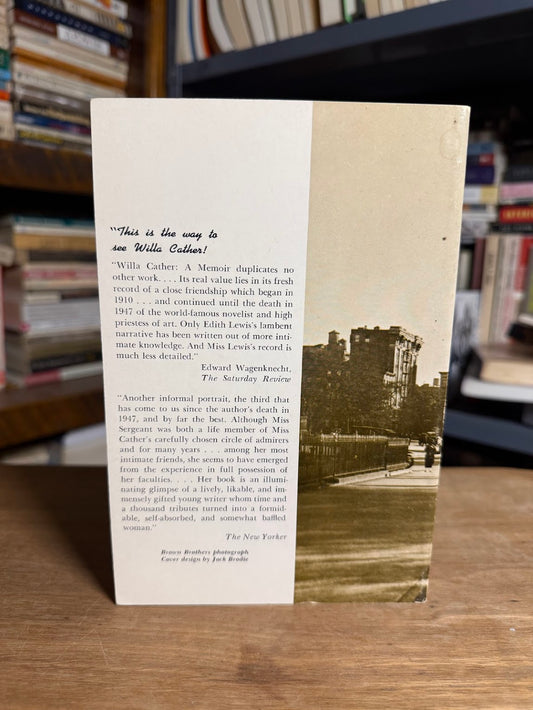 "This is the way to
see Willa Cather!
"Willa Cather: A Memoir duplicates no
other work. . . . Its real value lies in its fresh
record of a close friendship which began in
1910 . . . and continued until the death in
1947 of the world-famous novelist and high
priestess of art. Only Edith Lewis's lambent
narrative has been written out of more inti-
mate knowledge. And Miss Lewis's record is
much less detailed."
Edward Wagenknecht,
The Saturday Review
"Another informal portrait, the third that
has come to us since the author's death in
1947, and by far the best. Although Miss
Sergeant was both a life member of Miss
Cather's carefully chosen circle of admirers
and for many years . . . among her most
intimate friends, she seems to have emerged
from the experience in full possession of
her faculties. . . . Her book is an illumi-
nating glimpse of a lively, likable, and im-
mensely gifted young writer whom time and
a thousand tributes turned into a formid-
able, self-absorbed, and somewhat baffled
woman."
The New Yorker
Brown Brothers photograph
Cover design by Jack Brodie